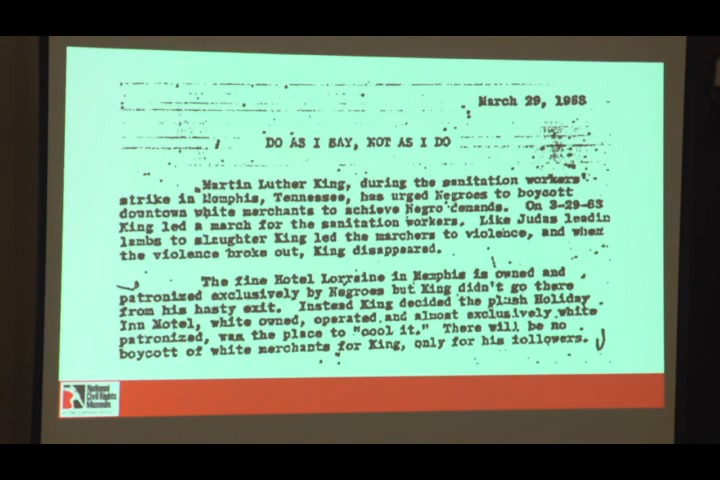 March 29, 1968
DO AS I SAY, NOT AS I DO
Martin Luther King, during the sanitation workers'
strike in Memphis, Tennessee, has urged Negroes to boycott
downtown white merchants to achieve Negro demands. On 3-29-68
King led a march for the sanitation workers. Like Judas leadin
lambs to slaughter King led the marchers to violence, and when
the violence broke out, King disappeared.
The fine Hotel Lorraine in Memphis is owned and
patronized exclusively by Negroes but King didn't go there
from his hasty exit. Instead King decided the plush Holiday
Inn Motel, white owned, operated and almost exclusively white
patronized, was the place to "cool it." There will be no
boycott of white merchants for King, only for his followers.
National
Civil Rights
Museum